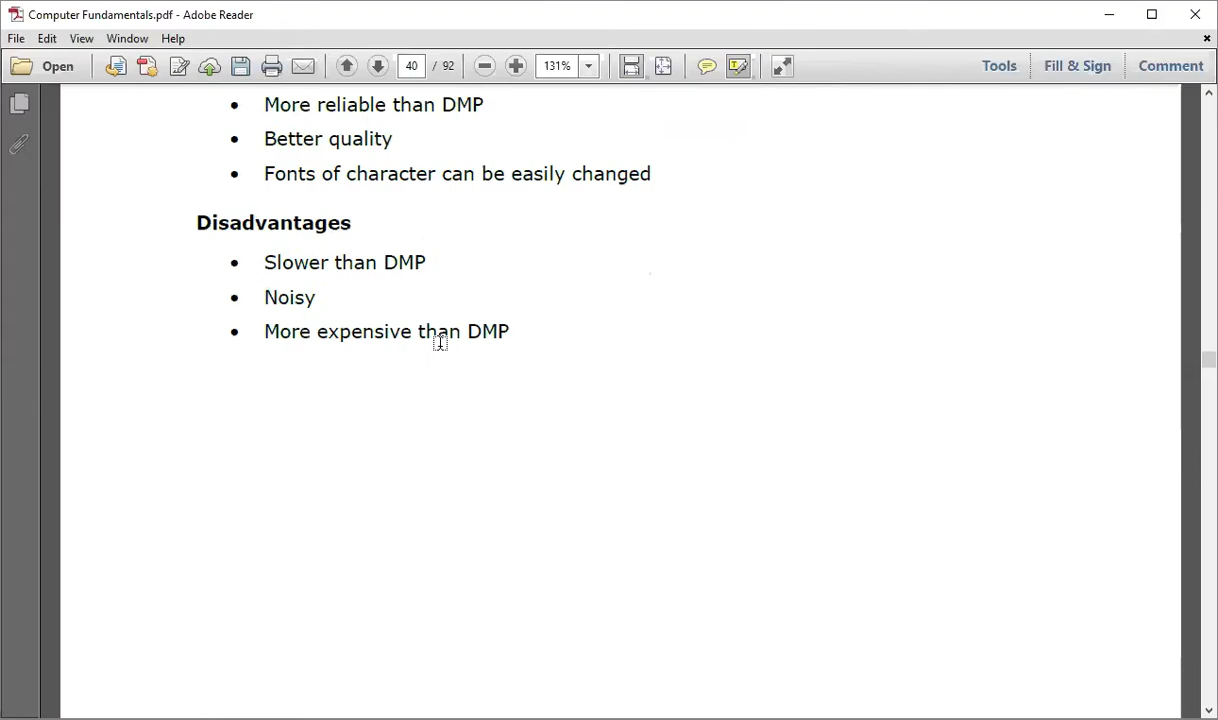 Computer Fundamentals.pdf - Adobe Reader
File Edit View Window Help
Open 40 / 92 131% Tools Fill & Sign Comment
• More reliable than DMP
• Better quality
• Fonts of character can be easily changed
Disadvantages
• Slower than DMP
• Noisy
• More expensive than DMP